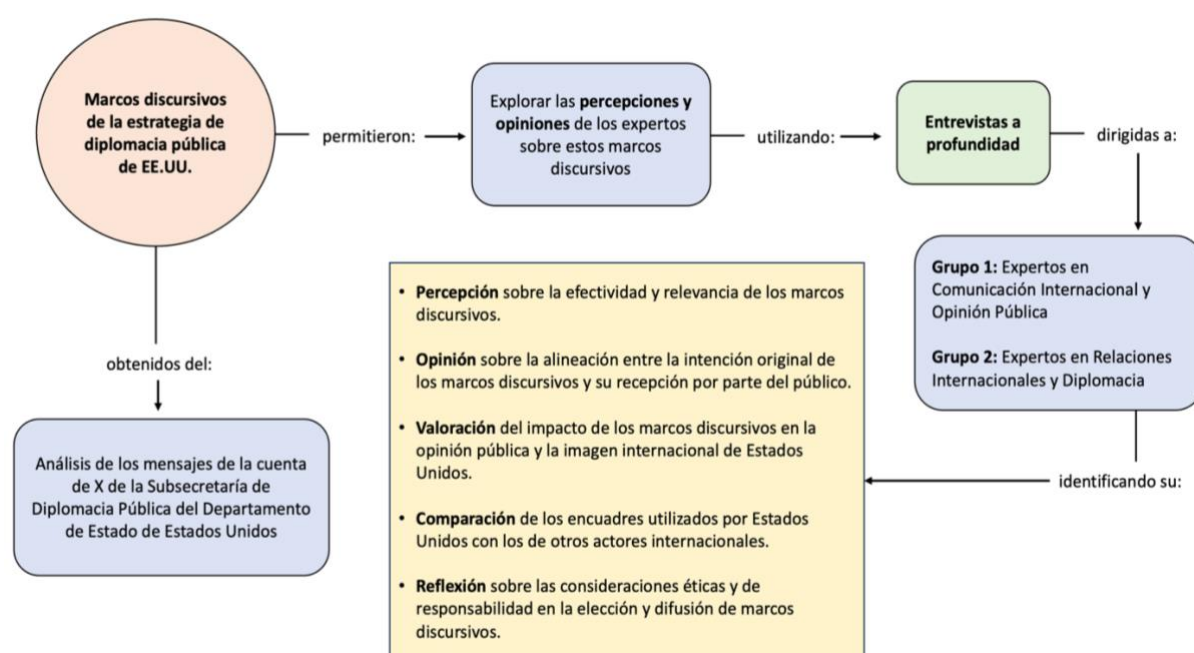 Marcos discursivos
de la estrategia de
diplomacia pública
de EE.UU.
permitieron:
Explorar las percepciones y
opiniones de los expertos
sobre estos marcos
discursivos
utilizando:
Entrevistas a
profundidad
dirigidas a:
Grupo 1: Expertos en
Comunicación Internacional y
Opinión Pública
Grupo 2: Expertos en Relaciones
Internacionales y Diplomacia
identificando su:
• Percepción sobre la efectividad y relevancia de los marcos
discursivos.
• Opinión sobre la alineación entre la intención original de
los marcos discursivos y su recepción por parte del público.
• Valoración del impacto de los marcos discursivos en la
opinión pública y la imagen internacional de Estados
Unidos.
• Comparación de los encuadres utilizados por Estados
Unidos con los de otros actores internacionales.
• Reflexión sobre las consideraciones éticas y de
responsabilidad en la elección y difusión de marcos
discursivos.
obtenidos del:
Análisis de los mensajes de la cuenta
de X de la Subsecretaría de
Diplomacia Pública del Departamento
de Estado de Estados Unidos